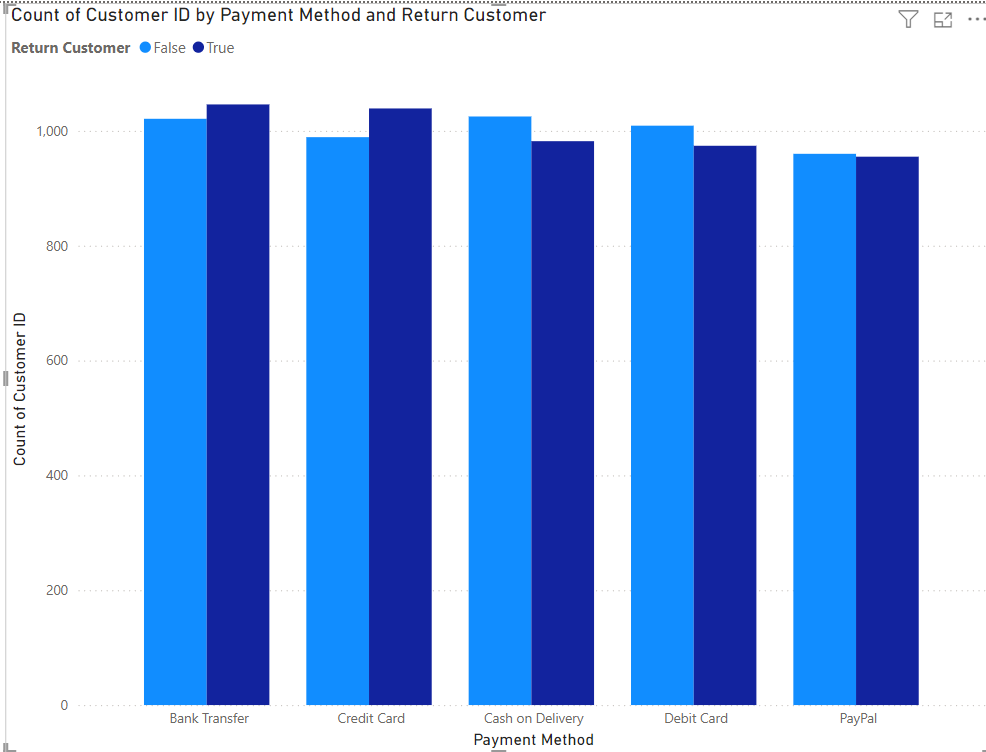 Count of Customer ID by Payment Method and Return Customer
Return Customer False True
1,000
800
600
400
200
0
Count of Customer ID
Bank Transfer Credit Card Cash on Delivery Debit Card PayPal
Payment Method